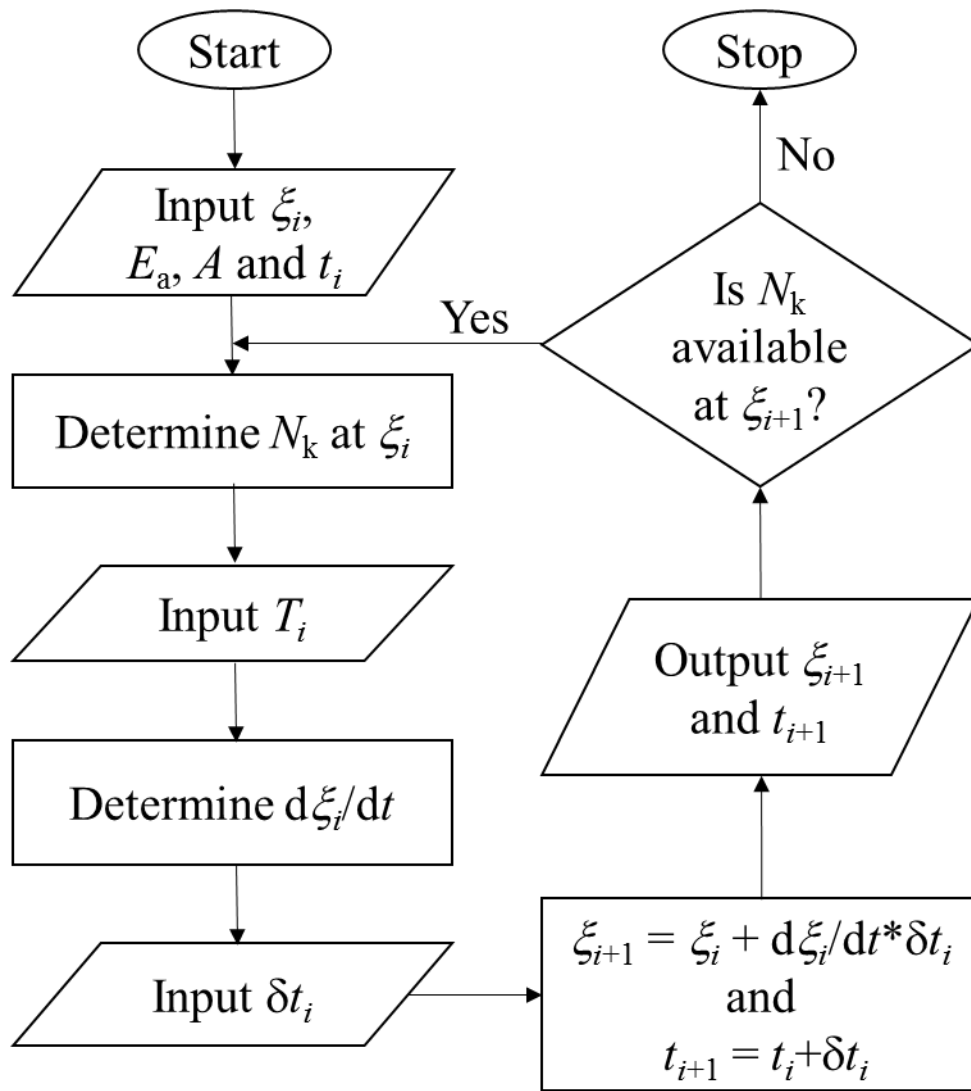 Start
Input ξᵢ,
Eₐ, A and tᵢ
Determine Nₖ at ξᵢ
Input Tᵢ
Determine dξᵢ/dt
Input δtᵢ
ξᵢ₊₁ = ξᵢ + dξᵢ/dt*δtᵢ
and
tᵢ₊₁ = tᵢ+δtᵢ
Output ξᵢ₊₁
and tᵢ₊₁
Is Nₖ
available
at ξᵢ₊₁?
Yes
No
Stop